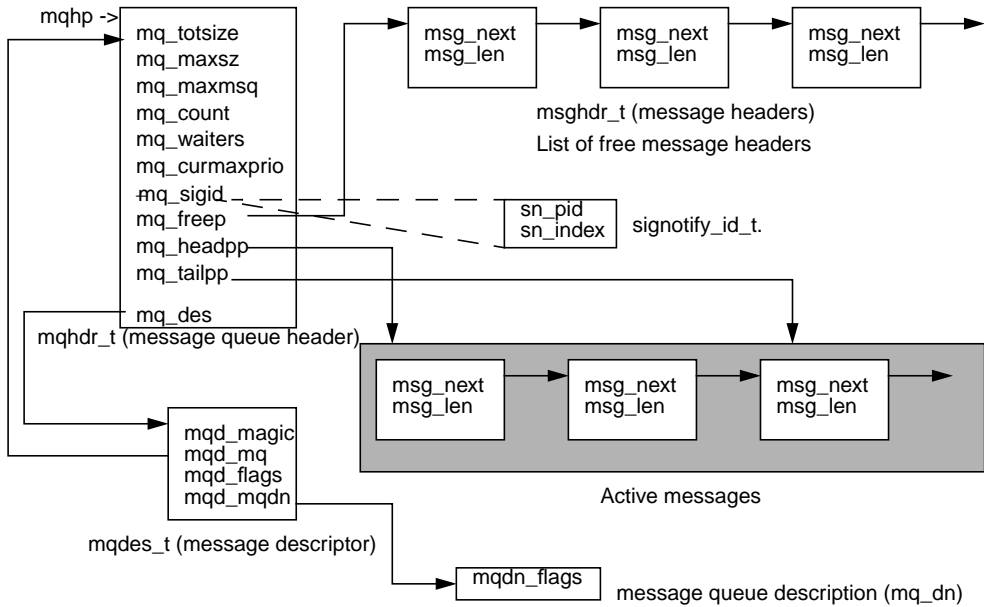 mqhp ->
mq_totsize
mq_maxsz
mq_maxmsq
mq_count
mq_waiters
mq_curmaxprio
mq_sigid
mq_freep
mq_headpp
mq_tailpp
mq_des
mqhdr_t (message queue header)
msg_next
msg_len
msg_next
msg_len
msg_next
msg_len
msghdr_t (message headers)
List of free message headers
sn_pid
sn_index
signotify_id_t.
msg_next
msg_len
msg_next
msg_len
msg_next
msg_len
Active messages
mqd_magic
mqd_mq
mqd_flags
mqd_mqdn
mqdes_t (message descriptor)
mqdn_flags
message queue description (mq_dn)